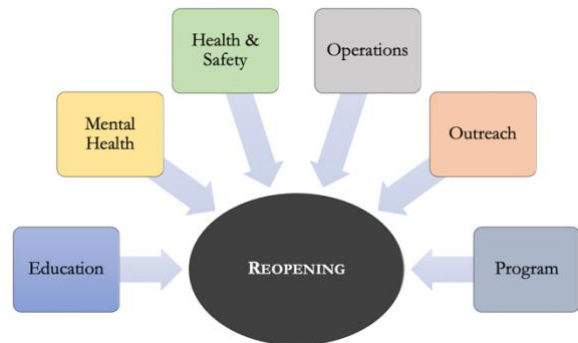 Health &
Safety
Operations
Mental
Health
Outreach
Education
REOPENING
Program